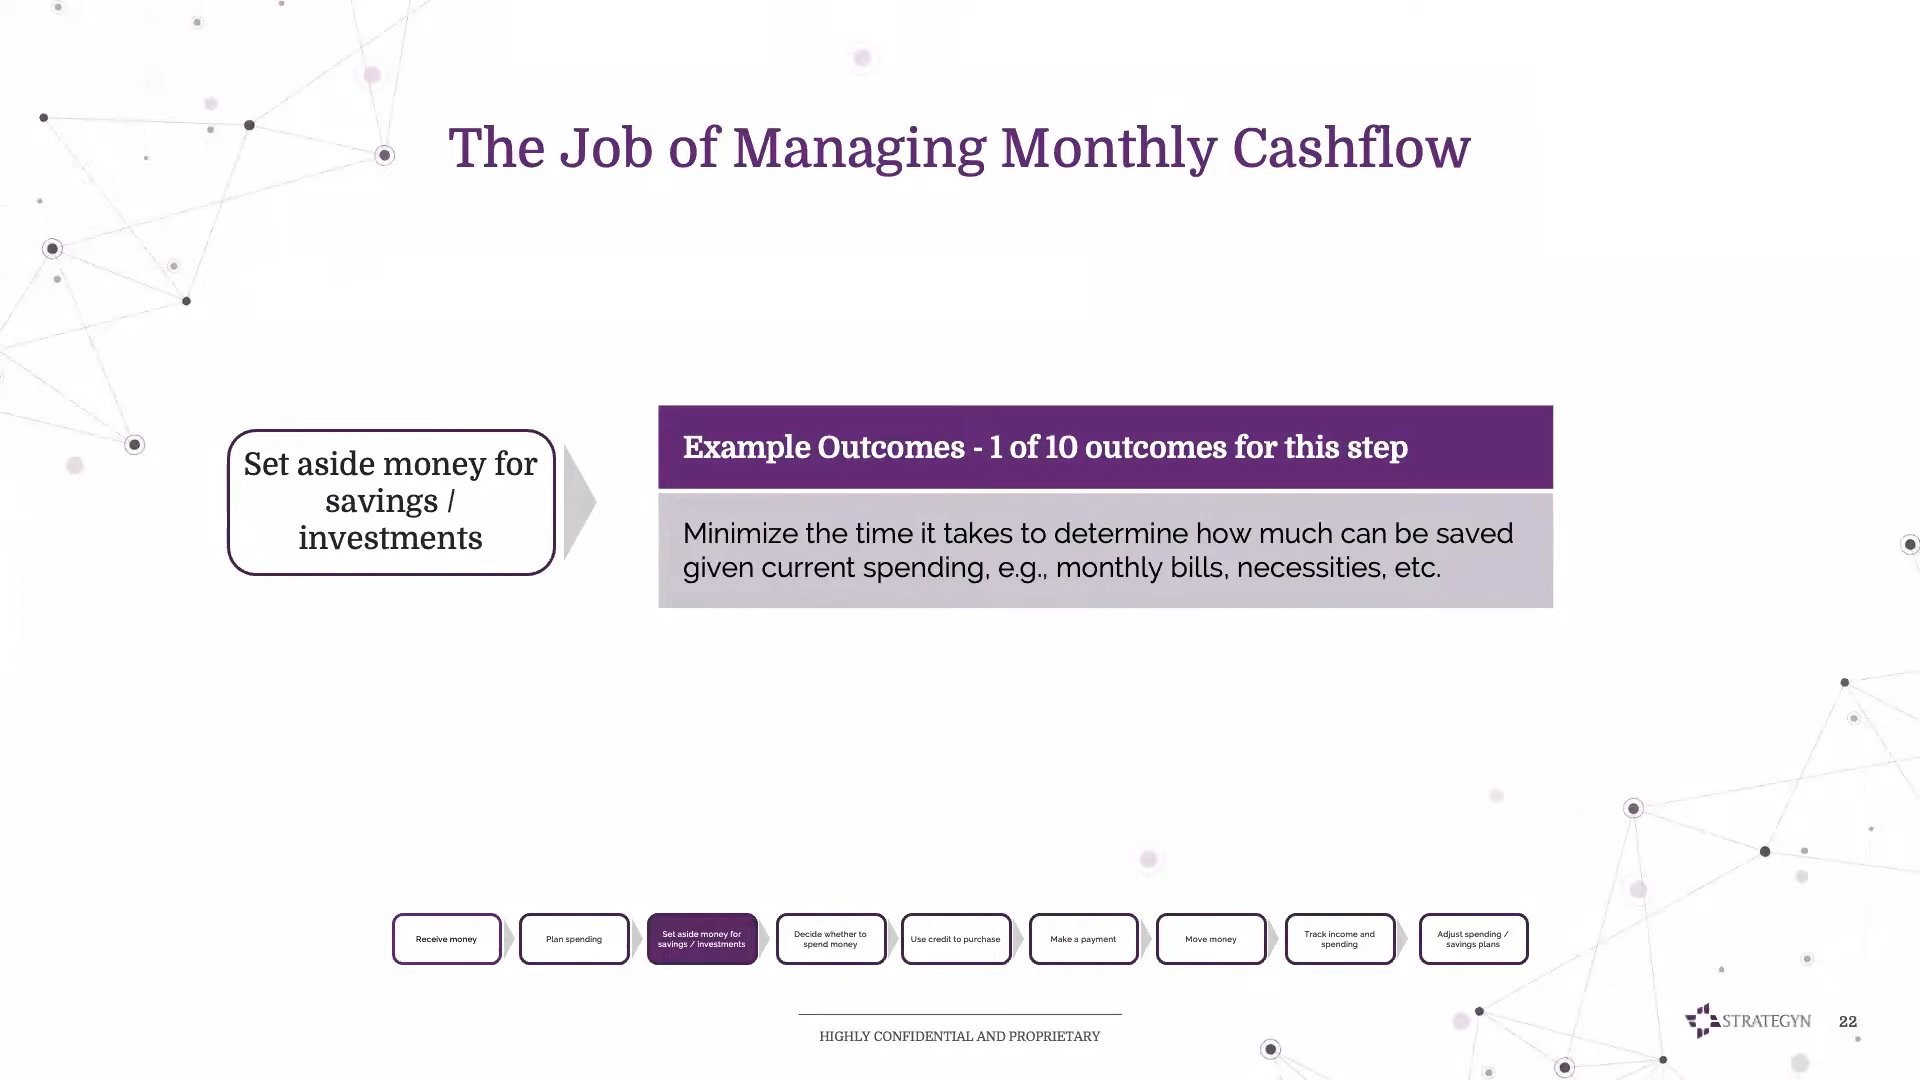 The Job of Managing Monthly Cashflow
Set aside money for
savings /
investments
Example Outcomes - 1 of 10 outcomes for this step
Minimize the time it takes to determine how much can be saved
given current spending, e.g., monthly bills, necessities, etc.
Receive money
Plan spending
Set aside money for
savings / investments
Decide whether to
spend money
Use credit to purchase
Make a payment
Move money
Track income and
spending
Adjust spending /
savings plans
HIGHLY CONFIDENTIAL AND PROPRIETARY
STRATEGYN
22